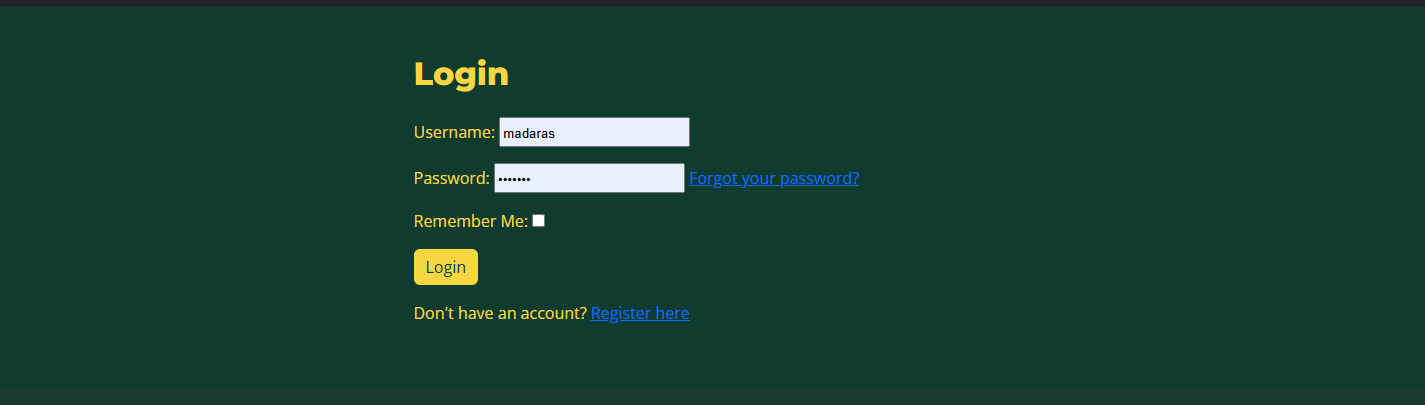 Login
Username: madaras
Password: ••••••• Forgot your password?
Remember Me:
Login
Don't have an account? Register here